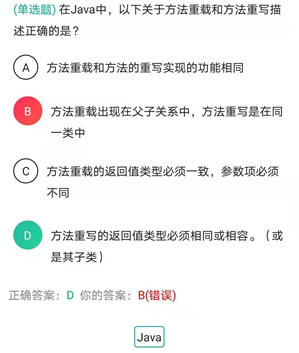 (单选题) 在Java中，以下关于方法重载和方法重写描
述正确的是？
A 方法重载和方法的重写实现的功能相同
B 方法重载出现在父子关系中，方法重写是在同
一类中
C 方法重载的返回值类型必须一致，参数项必须
不同
D 方法重写的返回值类型必须相同或相容。（或
是其子类）
正确答案：D 你的答案：B(错误)
Java